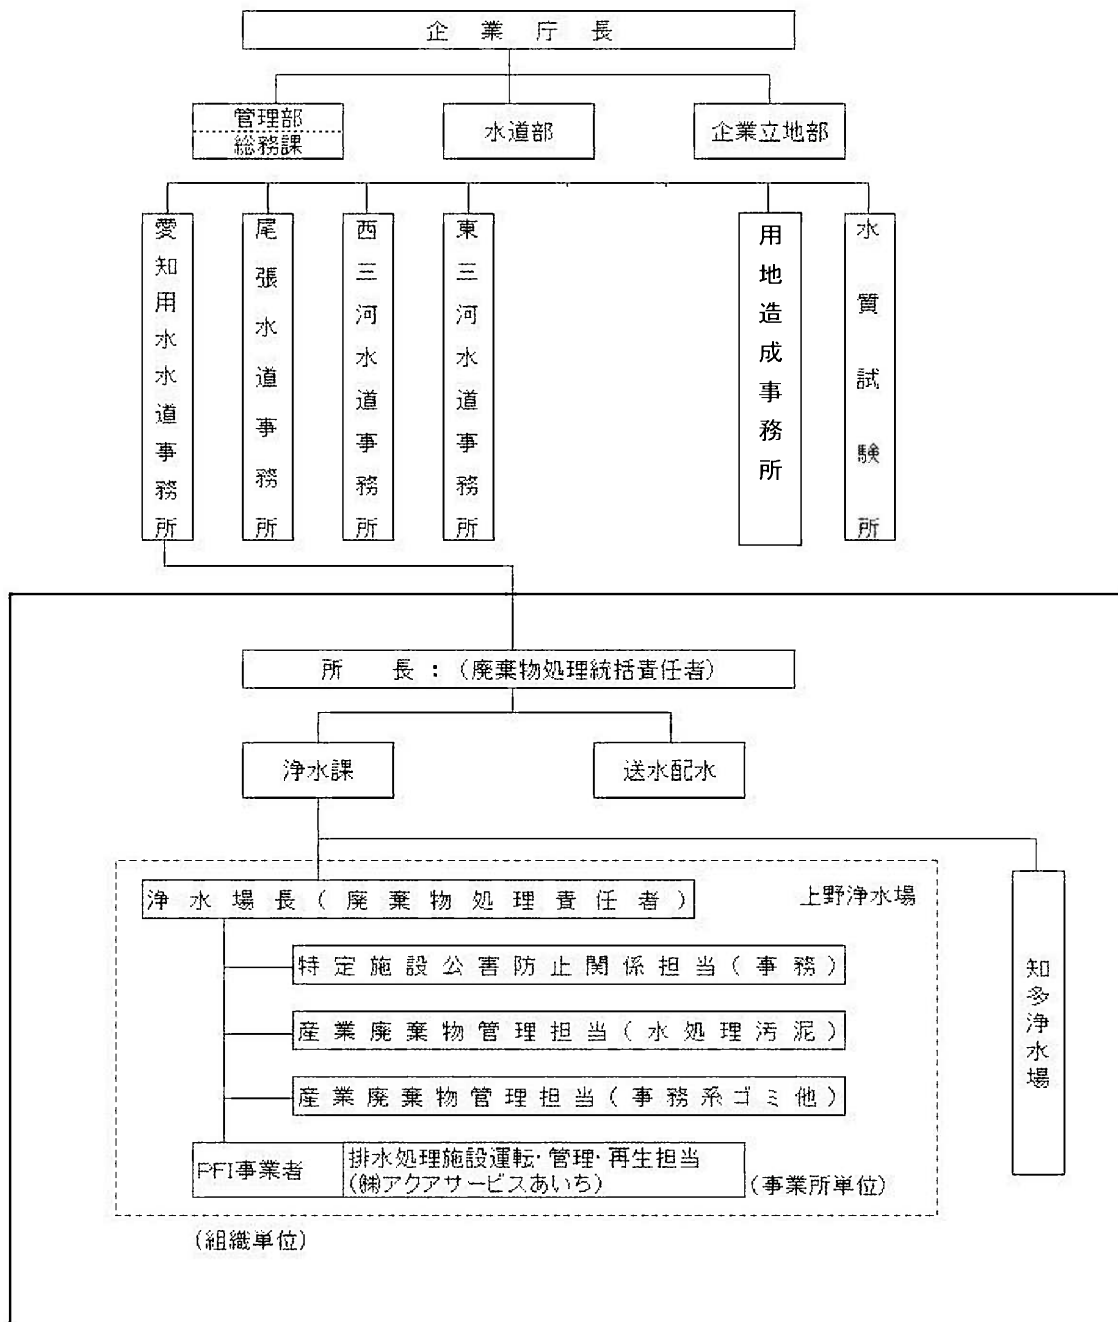 企業庁長
管理部
総務課
水道部
企業立地部
愛知用水水道事務所
尾張水道事務所
西三河水道事務所
東三河水道事務所
用地造成事務所
水質試験所
所長：（廃棄物処理統括責任者）
浄水課
送水配水
浄水場長（廃棄物処理責任者）
上野浄水場
特定施設公害防止関係担当（事務）
産業廃棄物管理担当（水処理汚泥）
産業廃棄物管理担当（事務系ゴミ他）
PFI事業者
排水処理施設運転・管理・再生担当
（㈱アクアサービスあいち）
（事業所単位）
知多浄水場
（組織単位）